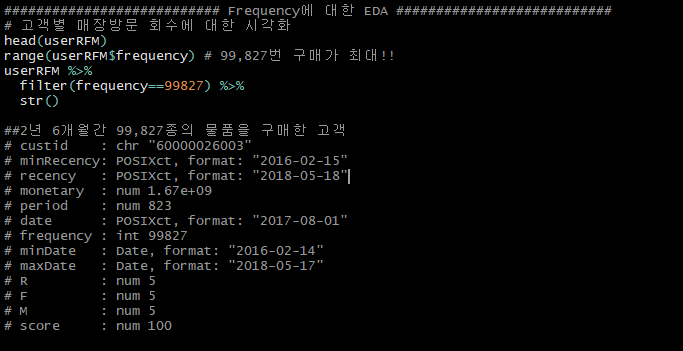 ########################### Frequency에 대한 EDA ###########################
# 고객별 매장방문 회수에 대한 시각화
head(userRFM)
range(userRFM$frequency) # 99,827번 구매가 최대!!
userRFM %>%
  filter(frequency==99827) %>%
  str()
##2년 6개월간 99,827종의 물품을 구매한 고객
# custid   : chr "60000026003"
# minRecency: POSIXct, format: "2016-02-15"
# recency  : POSIXct, format: "2018-05-18"
# monetary : num 1.67e+09
# period   : num 823
# date     : POSIXct, format: "2017-08-01"
# frequency : int 99827
# minDate  : Date, format: "2016-02-14"
# maxDate  : Date, format: "2018-05-17"
# R        : num 5
# F        : num 5
# M        : num 5
# score    : num 100